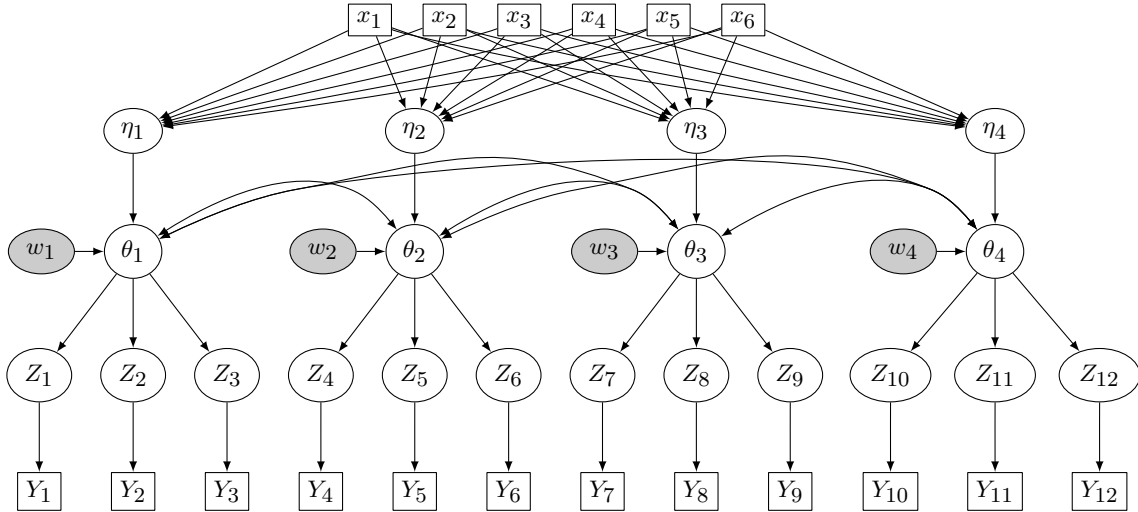 x₁ x₂ x₃ x₄ x₅ x₆
η₁ η₂ η₃ η₄
w₁ θ₁ w₂ θ₂ w₃ θ₃ w₄ θ₄
Z₁ Z₂ Z₃ Z₄ Z₅ Z₆ Z₇ Z₈ Z₉ Z₁₀ Z₁₁ Z₁₂
Y₁ Y₂ Y₃ Y₄ Y₅ Y₆ Y₇ Y₈ Y₉ Y₁₀ Y₁₁ Y₁₂